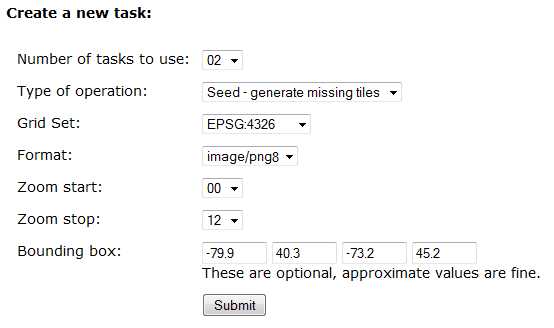 Create a new task:
Number of tasks to use: 02
Type of operation: Seed - generate missing tiles
Grid Set: EPSG:4326
Format: image/png8
Zoom start: 00
Zoom stop: 12
Bounding box: -79.9 40.3 -73.2 45.2
These are optional, approximate values are fine.
Submit